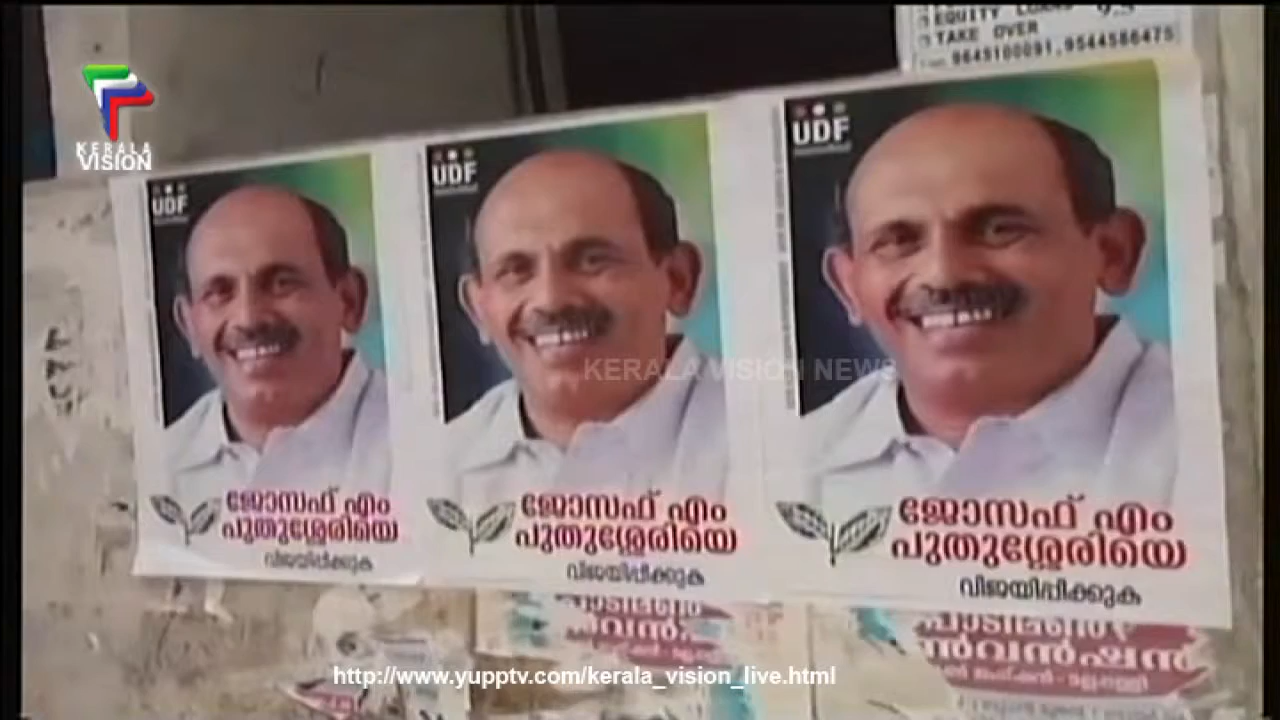 EQUITY LOANS
TAKE OVER
9645100091, 9544566475
KERALA
VISION
UDF
UDF
UDF
KERALA VISION NEWS
ജോസഫ് എം
പുതുശ്ശേരിയെ
വിജയിപ്പിക്കുക
ജോസഫ് എം
പുതുശ്ശേരിയെ
വിജയിപ്പിക്കുക
ജോസഫ് എം
പുതുശ്ശേരിയെ
വിജയിപ്പിക്കുക
http://www.yupptv.com/kerala_vision_live.html